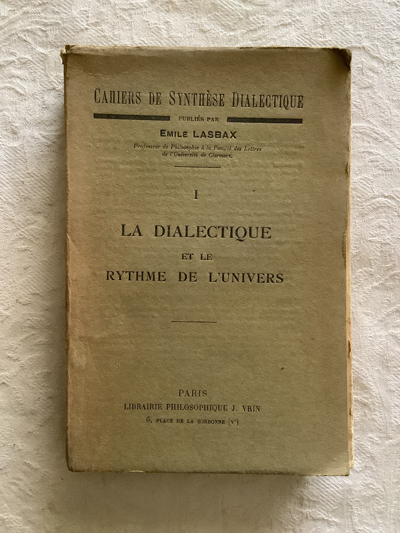 CAHIERS DE SYNTHÈSE DIALECTIQUE
PUBLIÉS PAR
EMILE LASBAX
Professeur de Philosophie à la Faculté des Lettres
de l'Université de Clermont.
I
LA DIALECTIQUE
ET LE
RYTHME DE L'UNIVERS
PARIS
LIBRAIRIE PHILOSOPHIQUE J. VRIN
6, PLACE DE LA SORBONNE (Vᵉ)